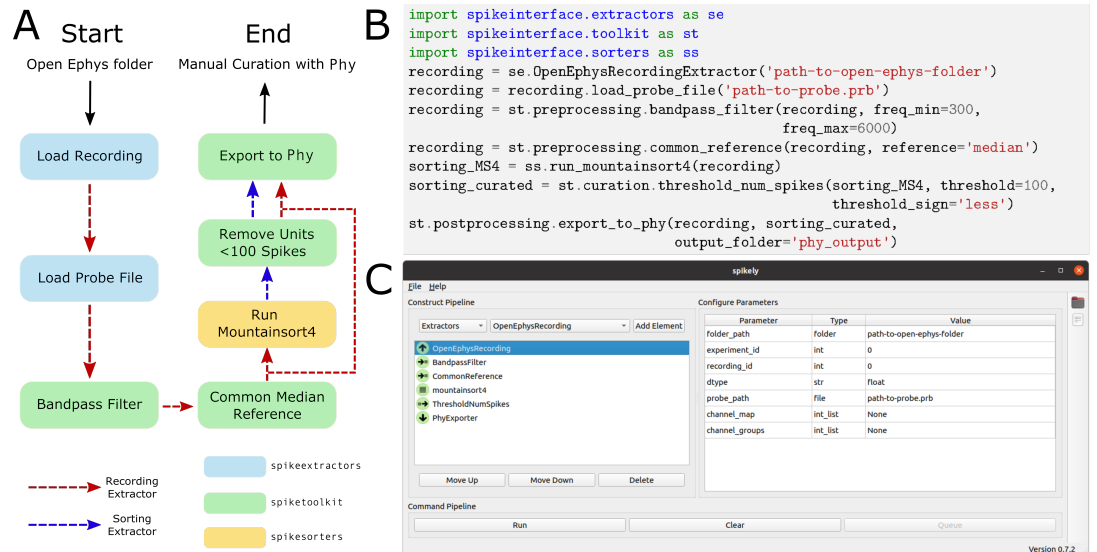 A
Start
End
Open Ephys folder
Manual Curation with Phy
Load Recording
Export to Phy
Remove Units
<100 Spikes
Load Probe File
Run
Mountainsort4
Bandpass Filter
Common Median
Reference
Recording
Extractor
Sorting
Extractor
spikeextractors
spiketoolkit
spikesorters
B
import spikeinterface.extractors as se
import spikeinterface.toolkit as st
import spikeinterface.sorters as ss
recording = se.OpenEphysRecordingExtractor('path-to-open-ephys-folder')
recording = recording.load_probe_file('path-to-probe.prb')
recording = st.preprocessing.bandpass_filter(recording, freq_min=300,
freq_max=6000)
recording = st.preprocessing.common_reference(recording, reference='median')
sorting_MS4 = ss.run_mountainsort4(recording)
sorting_curated = st.curation.threshold_num_spikes(sorting_MS4, threshold=100,
threshold_sign='less')
st.postprocessing.export_to_phy(recording, sorting_curated,
output_folder='phy_output')
C
spikely
File Help
Construct Pipeline
Extractors OpenEphysRecording Add Element
OpenEphysRecording
BandpassFilter
CommonReference
mountainsort4
ThresholdNumSpikes
PhyExporter
Move Up Move Down Delete
Configure Parameters
Parameter Type Value
folder_path folder path-to-open-ephys-folder
experiment_id int 0
recording_id int 0
dtype str float
probe_path file path-to-probe.prb
channel_map int_list None
channel_groups int_list None
Command Pipeline
Run Clear Queue
Version 0.7.2